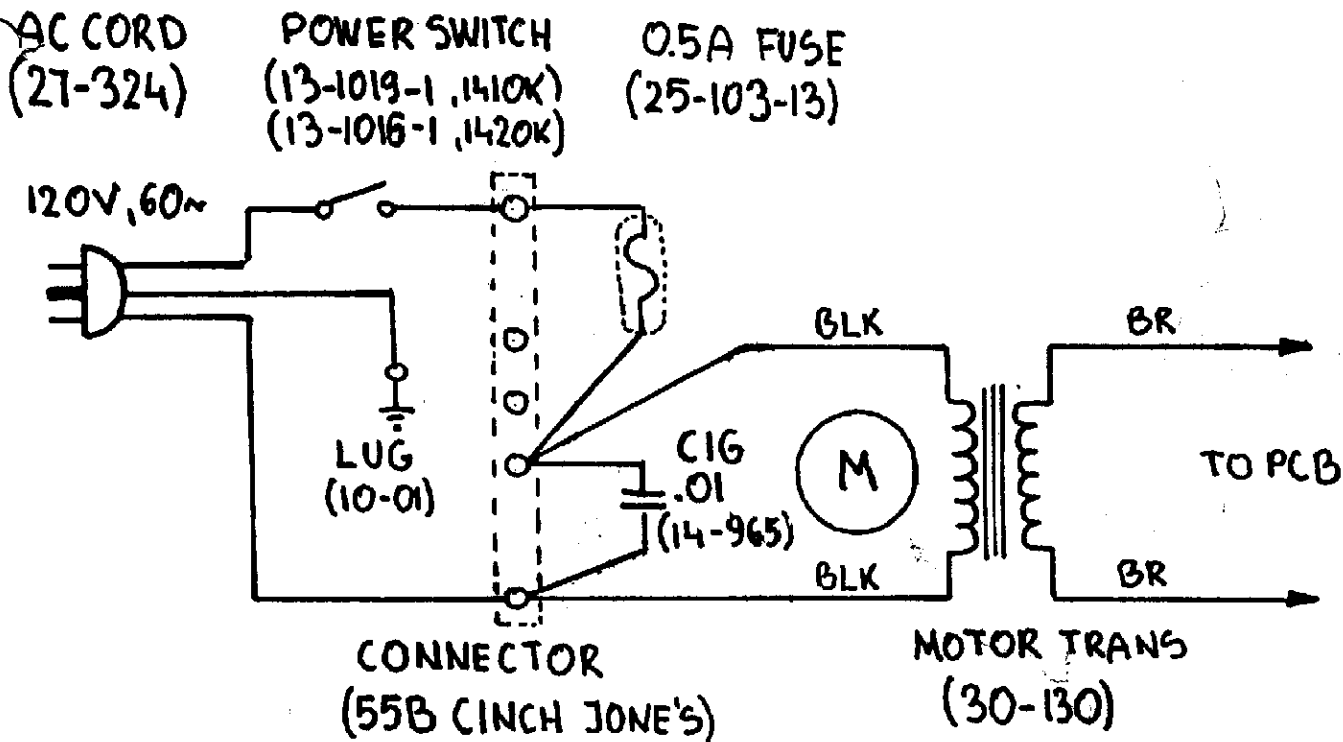 AC CORD
(27-324)
POWER SWITCH
(13-1019-1 ,1410K)
(13-1016-1 ,1420K)
0.5A FUSE
(25-103-13)
120V,60~
BLK
BR
LUG
(10-01)
C1G
.01
(14-965)
M
TO PCB
BLK
BR
CONNECTOR
(55B CINCH JONE'S)
MOTOR TRANS
(30-130)